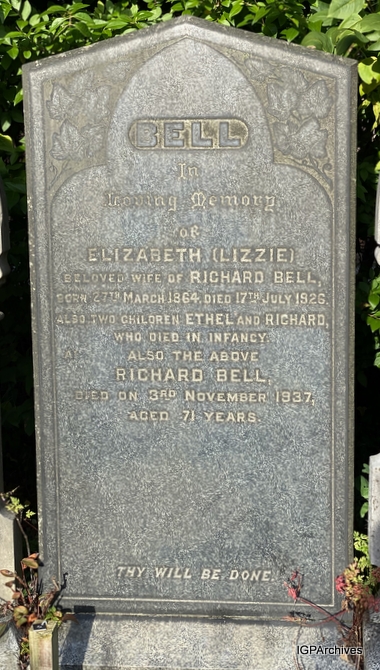 BELL
In
Loving Memory
OF
ELIZABETH (LIZZIE)
BELOVED WIFE OF RICHARD BELL,
BORN 27TH MARCH 1864, DIED 17TH JULY 1926.
ALSO TWO CHILDREN ETHEL AND RICHARD,
WHO DIED IN INFANCY.
ALSO THE ABOVE
RICHARD BELL,
DIED ON 3RD NOVEMBER 1937,
AGED 71 YEARS.
THY WILL BE DONE.
IGPArchives